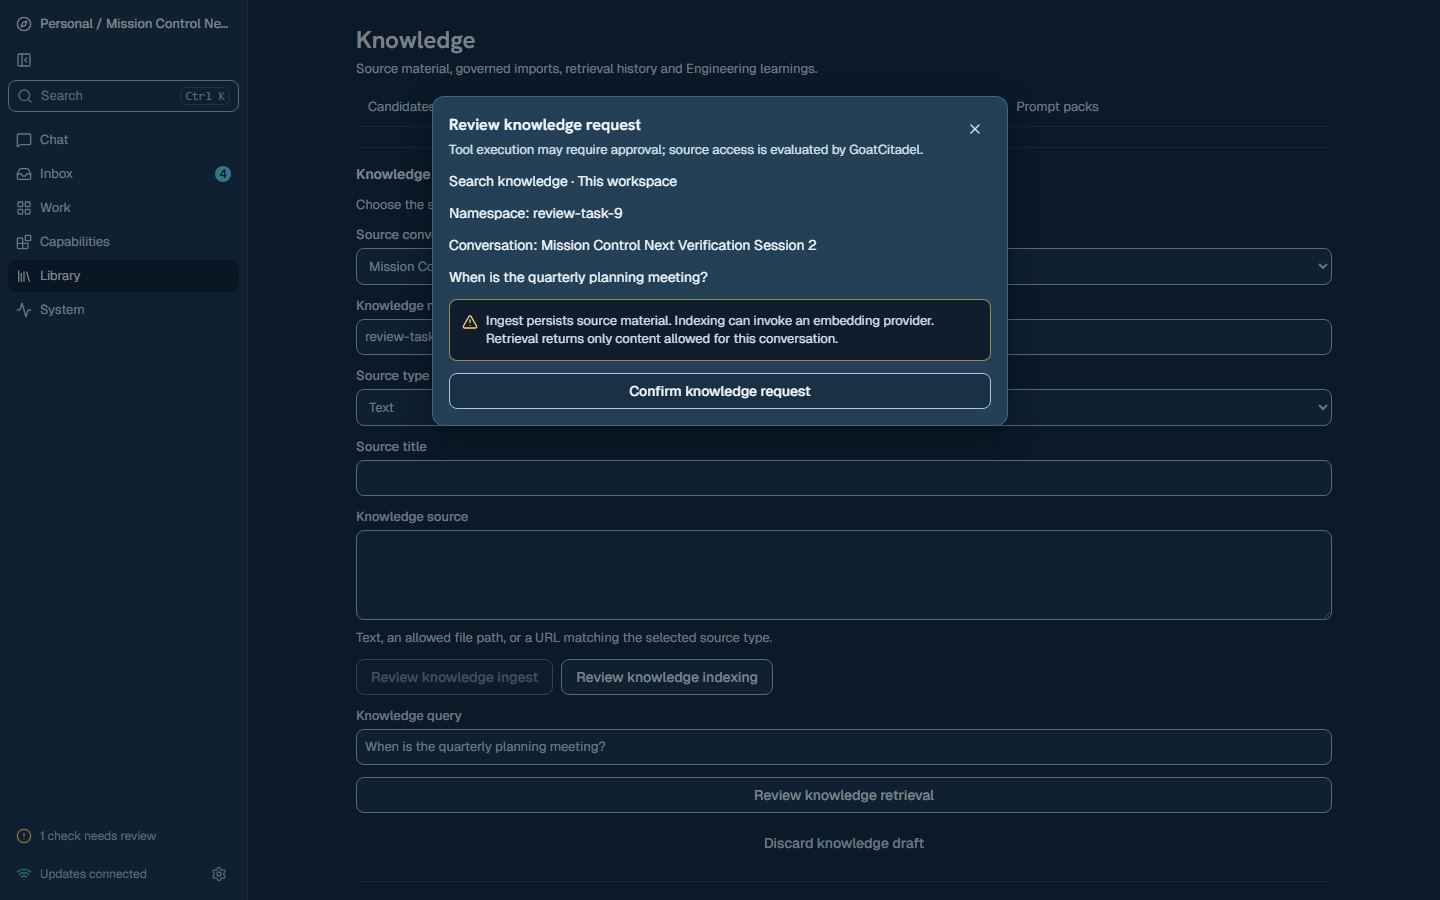 Personal / Mission Control Ne...
Search
Ctrl K
Chat
Inbox
4
Work
Capabilities
Library
System
1 check needs review
Updates connected
Knowledge
Source material, governed imports, retrieval history and Engineering learnings.
Candidates
Prompt packs
Knowledge
Choose the s
Source conv
Mission Co
Knowledge n
review-task
Source type
Text
Source title
Knowledge source
Text, an allowed file path, or a URL matching the selected source type.
Review knowledge ingest
Review knowledge indexing
Knowledge query
When is the quarterly planning meeting?
Review knowledge retrieval
Discard knowledge draft
Review knowledge request
Tool execution may require approval; source access is evaluated by GoatCitadel.
Search knowledge · This workspace
Namespace: review-task-9
Conversation: Mission Control Next Verification Session 2
When is the quarterly planning meeting?
Ingest persists source material. Indexing can invoke an embedding provider.
Retrieval returns only content allowed for this conversation.
Confirm knowledge request